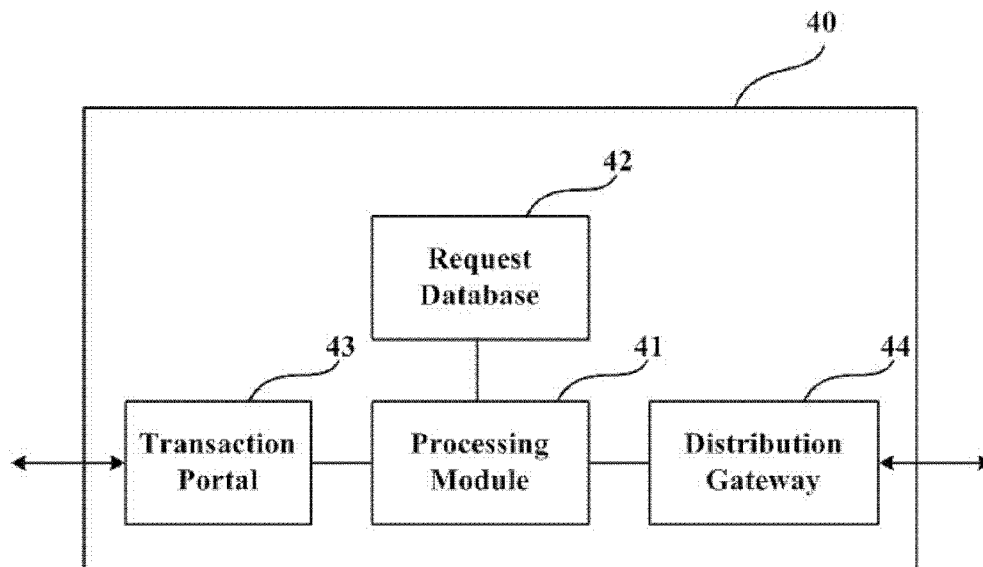 40
42
Request
Database
43
41
44
Transaction
Portal
Processing
Module
Distribution
Gateway